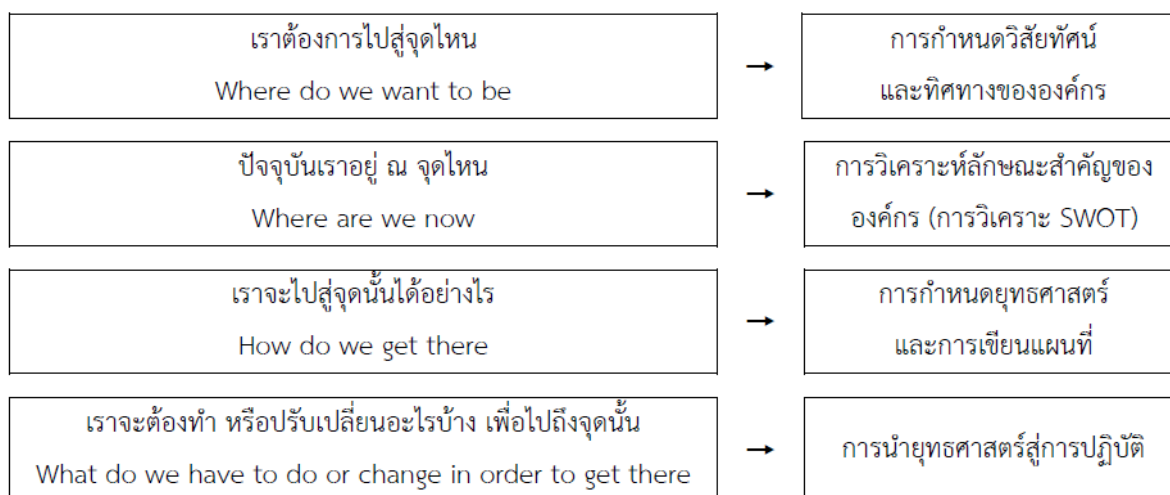 เราต้องการไปสู่จุดไหน
Where do we want to be
→
การกำหนดวิสัยทัศน์
และทิศทางขององค์กร
ปัจจุบันเราอยู่ ณ จุดไหน
Where are we now
→
การวิเคราะห์ลักษณะสำคัญของ
องค์กร (การวิเคราะ SWOT)
เราจะไปสู่จุดนั้นได้อย่างไร
How do we get there
→
การกำหนดยุทธศาสตร์
และการเขียนแผนที่
เราจะต้องทำ หรือปรับเปลี่ยนอะไรบ้าง เพื่อไปถึงจุดนั้น
What do we have to do or change in order to get there
→
การนำยุทธศาสตร์สู่การปฏิบัติ